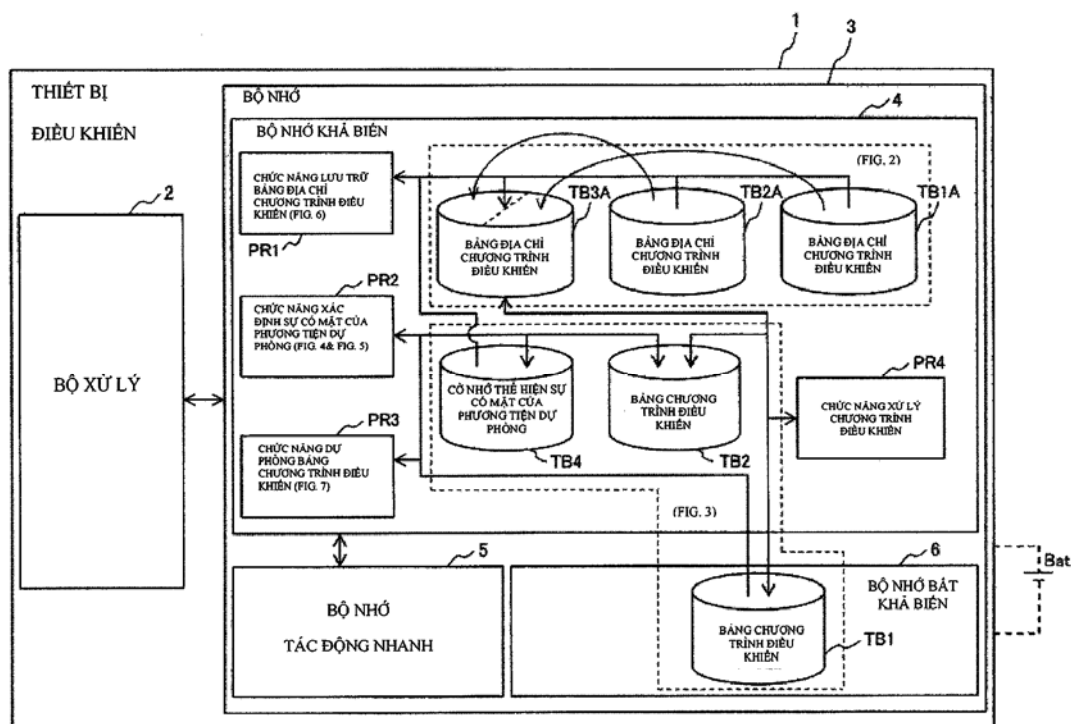 1
3
THIẾT BỊ
ĐIỀU KHIỂN
BỘ NHỚ
4
BỘ NHỚ KHẢ BIẾN
(FIG. 2)
CHỨC NĂNG LƯU TRỮ
BẢNG ĐỊA CHỈ
CHƯƠNG TRÌNH ĐIỀU
KHIỂN (FIG. 6)
PR1
TB3A
TB2A
TB1A
BẢNG ĐỊA CHỈ
CHƯƠNG TRÌNH
ĐIỀU KHIỂN
BẢNG ĐỊA CHỈ
CHƯƠNG TRÌNH
ĐIỀU KHIỂN
BẢNG ĐỊA CHỈ
CHƯƠNG TRÌNH
ĐIỀU KHIỂN
2
BỘ XỬ LÝ
PR2
CHỨC NĂNG XÁC
ĐỊNH SỰ CÓ MẶT CỦA
PHƯƠNG TIỆN DỰ
PHÒNG (FIG. 4& FIG. 5)
CỜ NHỚ THỂ HIỆN SỰ
CÓ MẶT CỦA
PHƯƠNG TIỆN DỰ
PHÒNG
TB4
BẢNG CHƯƠNG
TRÌNH ĐIỀU
KHIỂN
TB2
PR4
CHỨC NĂNG XỬ LÝ
CHƯƠNG TRÌNH
ĐIỀU KHIỂN
PR3
CHỨC NĂNG DỰ
PHÒNG BẢNG
CHƯƠNG TRÌNH ĐIỀU
KHIỂN (FIG. 7)
(FIG. 3)
5
BỘ NHỚ
TÁC ĐỘNG NHANH
6
BỘ NHỚ BẤT
KHẢ BIẾN
BẢNG CHƯƠNG
TRÌNH ĐIỀU
KHIỂN
TB1
Bat